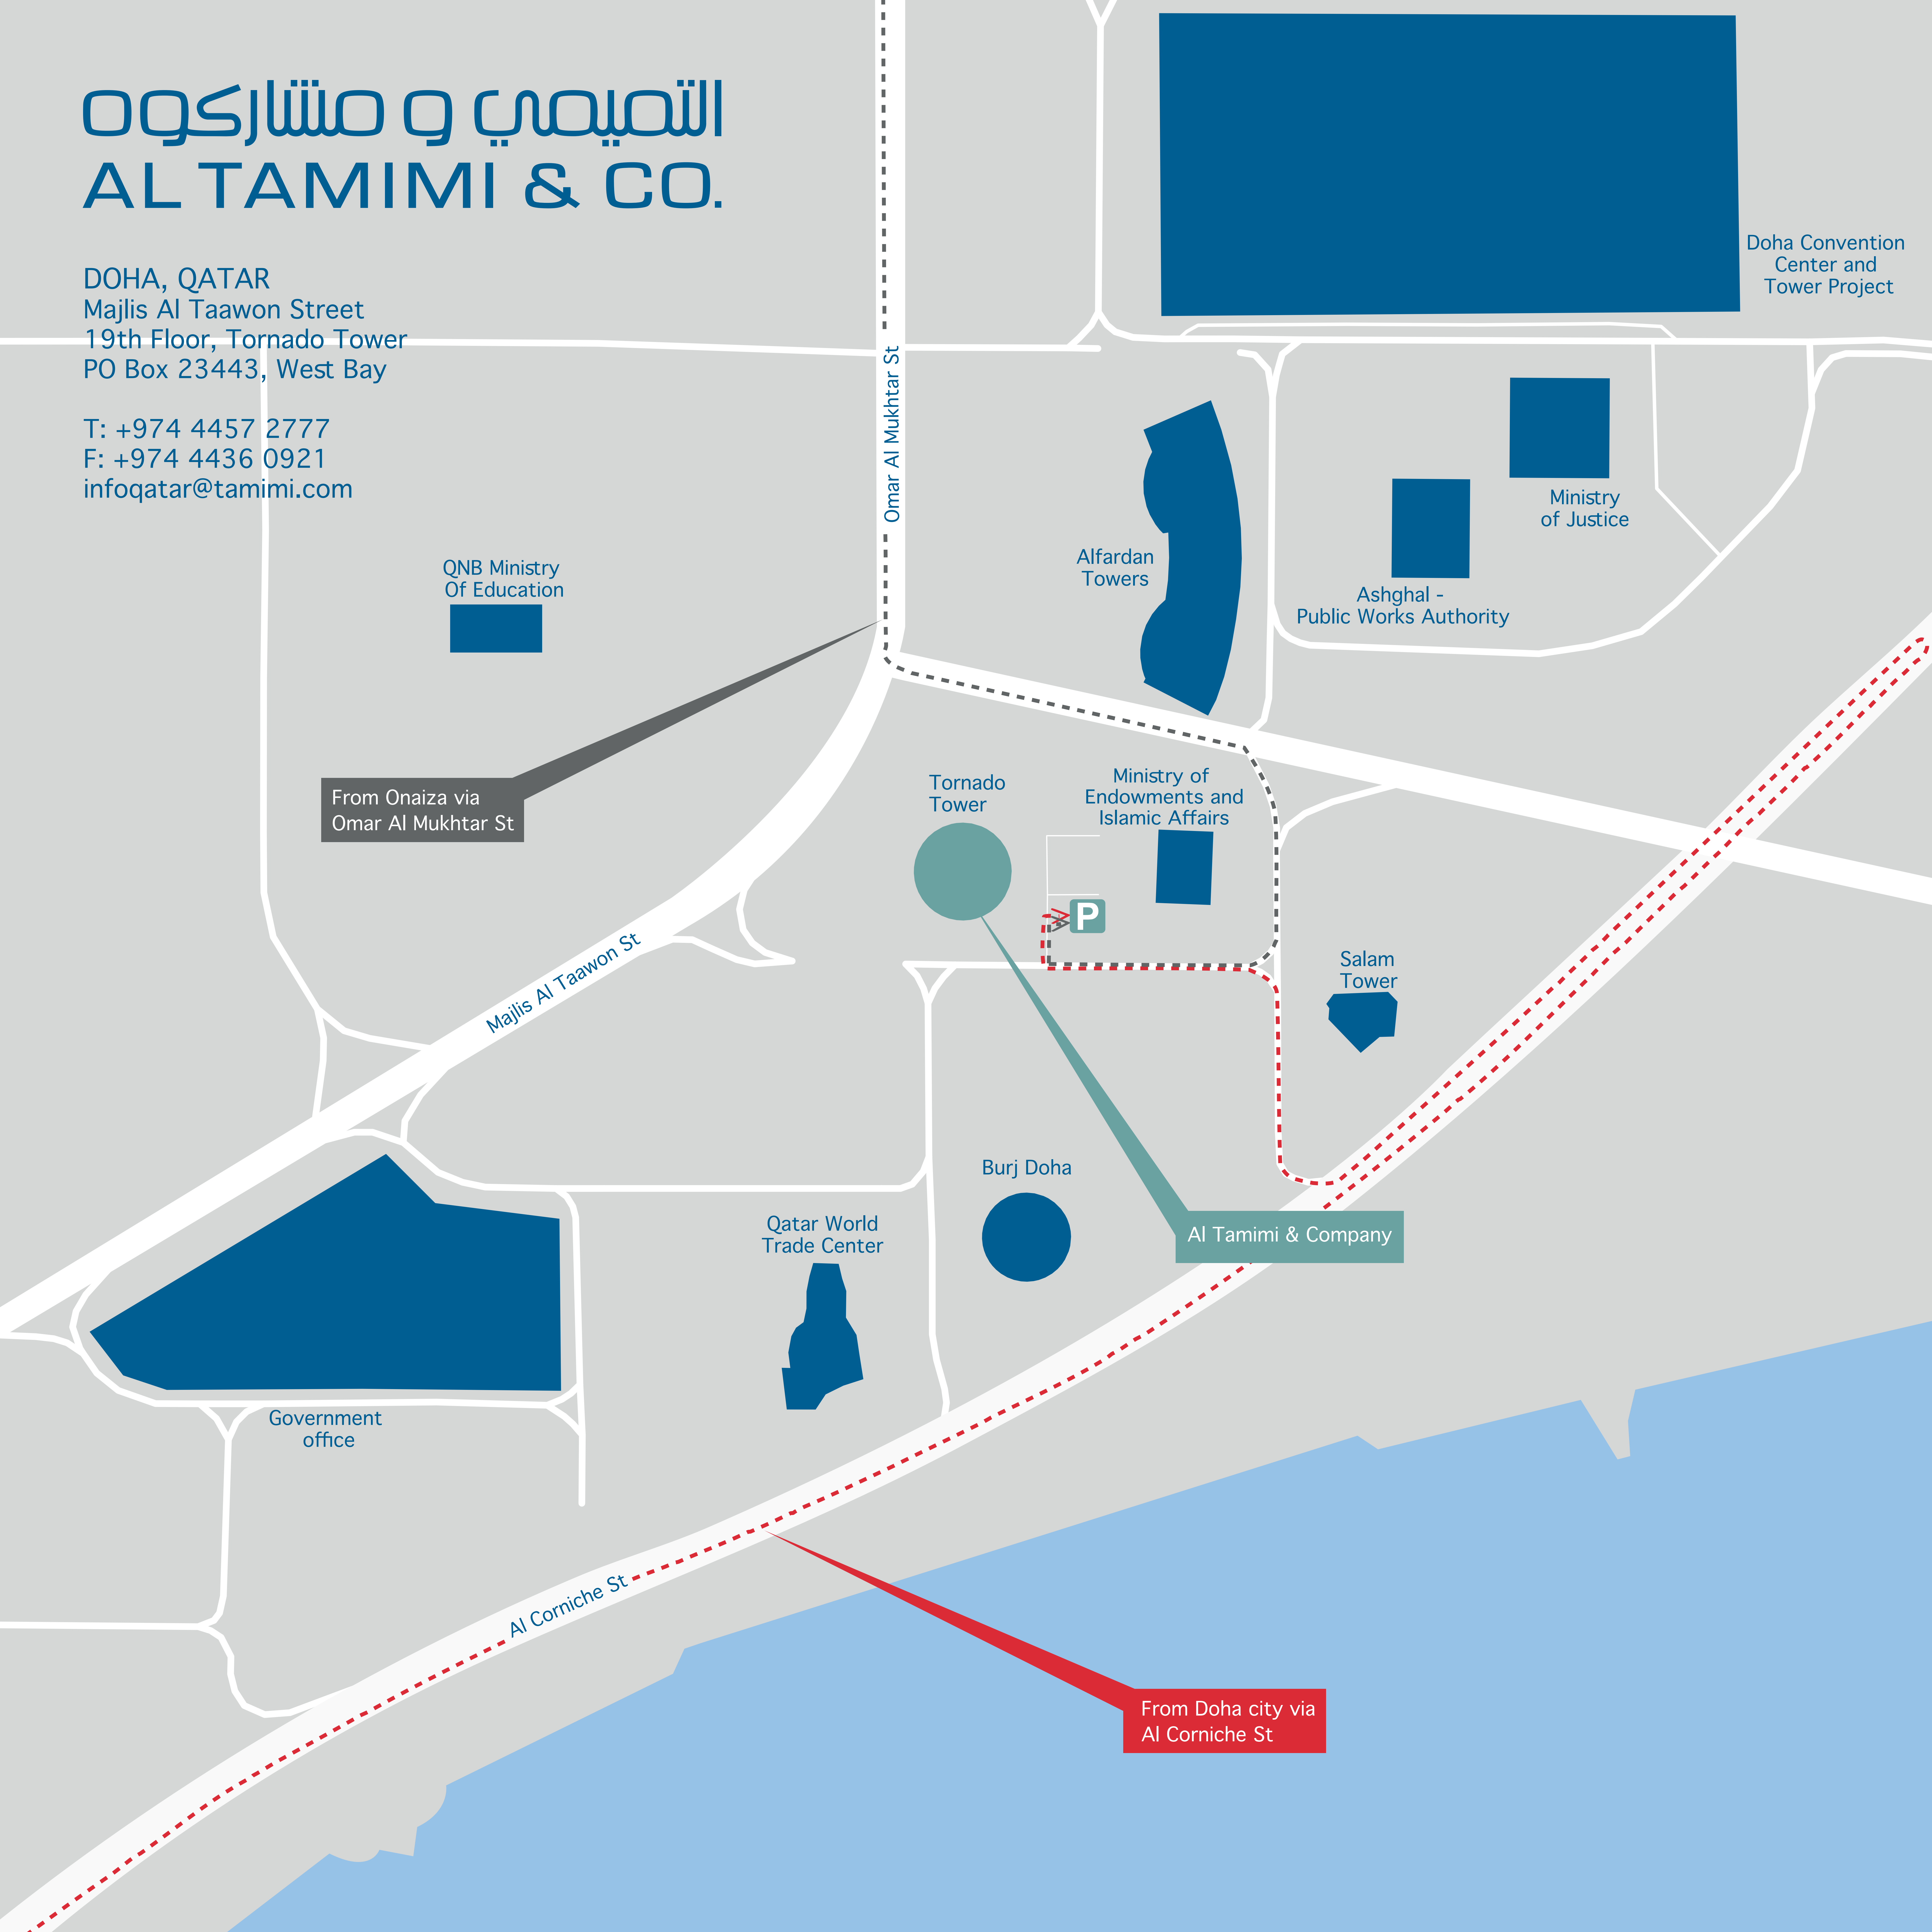 التميمي و مشاركوه
AL TAMIMI & CO.
DOHA, QATAR
Majlis Al Taawon Street
19th Floor, Tornado Tower
PO Box 23443, West Bay
T: +974 4457 2777
F: +974 4436 0921
infoqatar@tamimi.com
Doha Convention
Center and
Tower Project
Omar Al Mukhtar St
Ministry
of Justice
Alfardan
Towers
Ashghal -
Public Works Authority
QNB Ministry
Of Education
From Onaiza via
Omar Al Mukhtar St
Tornado
Tower
Ministry of
Endowments and
Islamic Affairs
P
Majlis Al Taawon St
Salam
Tower
Burj Doha
Qatar World
Trade Center
Al Tamimi & Company
Government
office
Al Corniche St
From Doha city via
Al Corniche St